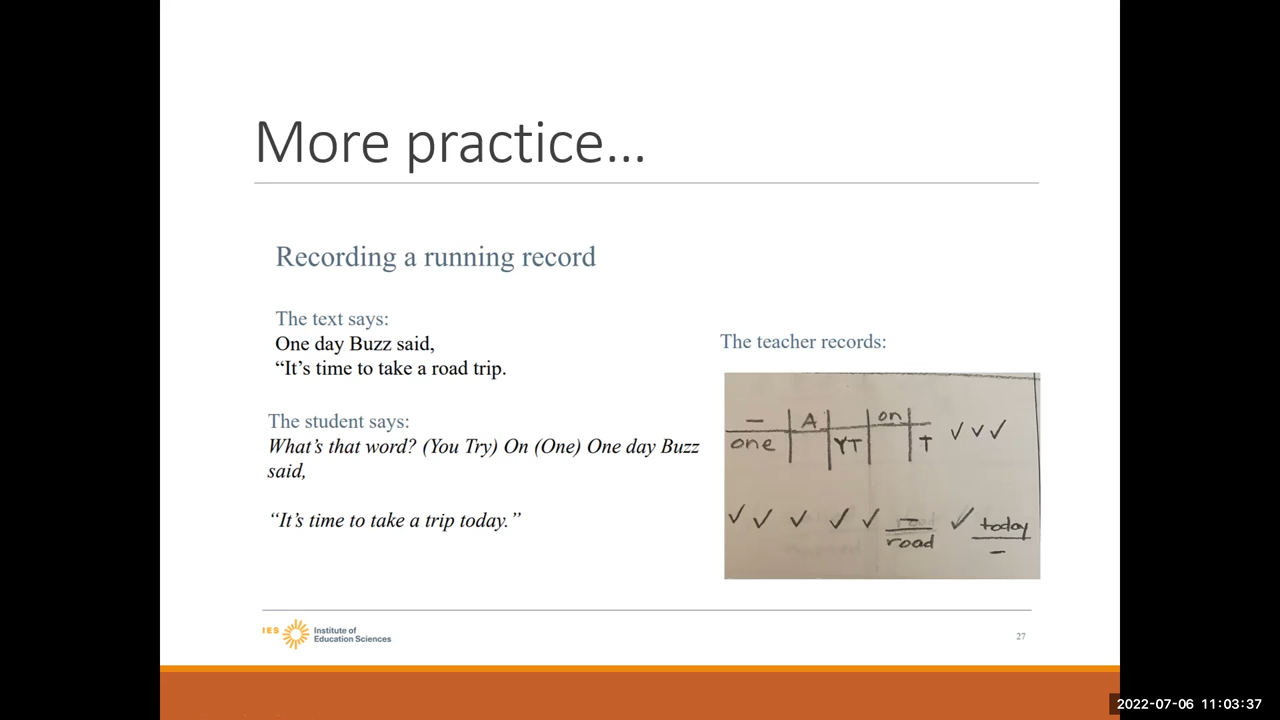 More practice...
Recording a running record
The text says:
One day Buzz said,
“It’s time to take a road trip.
The student says:
What’s that word? (You Try) On (One) One day Buzz
said,
“It’s time to take a trip today.”
The teacher records:
— A on
one YT T ✓ ✓ ✓
✓ ✓ ✓ ✓ ✓ — ✓ today
road —
IES Institute of
Education Sciences
27
2022-07-06 11:03:37